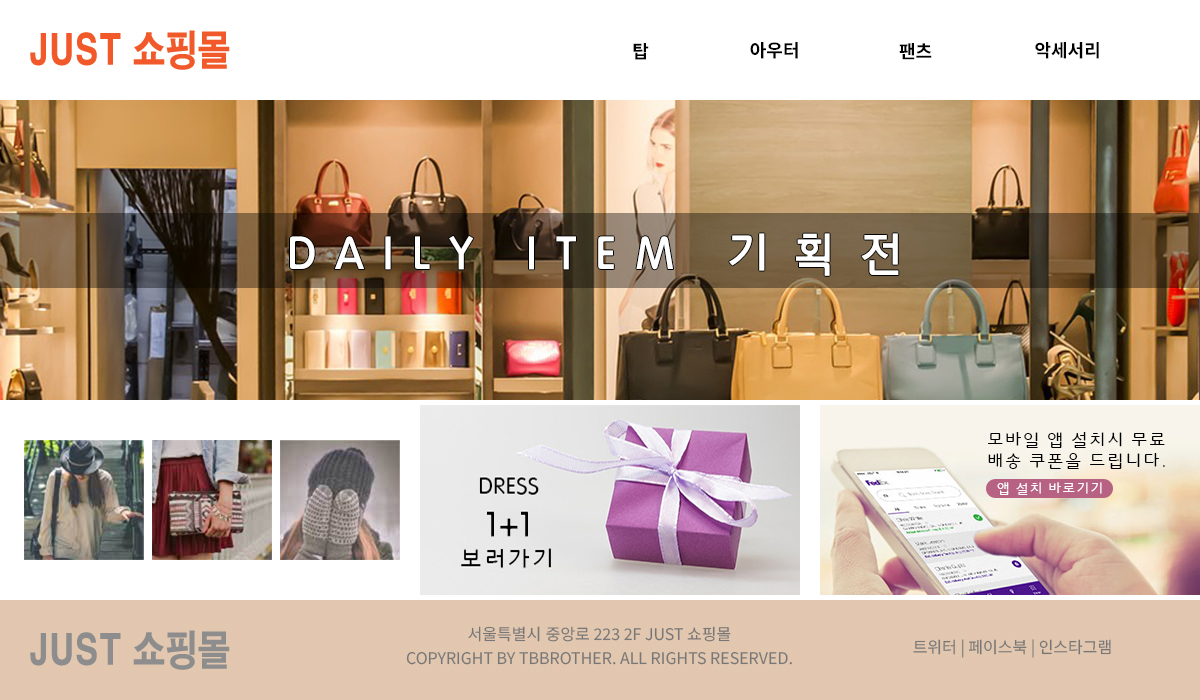 JUST 쇼핑몰
탑
아우터
팬츠
악세서리
DAILY ITEM 기획전
DRESS
1+1
보러가기
모바일 앱 설치시 무료
배송 쿠폰을 드립니다.
앱 설치 바로기기
FedEx
JUST 쇼핑몰
서울특별시 중앙로 223 2F JUST 쇼핑몰
COPYRIGHT BY TBBROTHER. ALL RIGHTS RESERVED.
트위터 | 페이스북 | 인스타그램